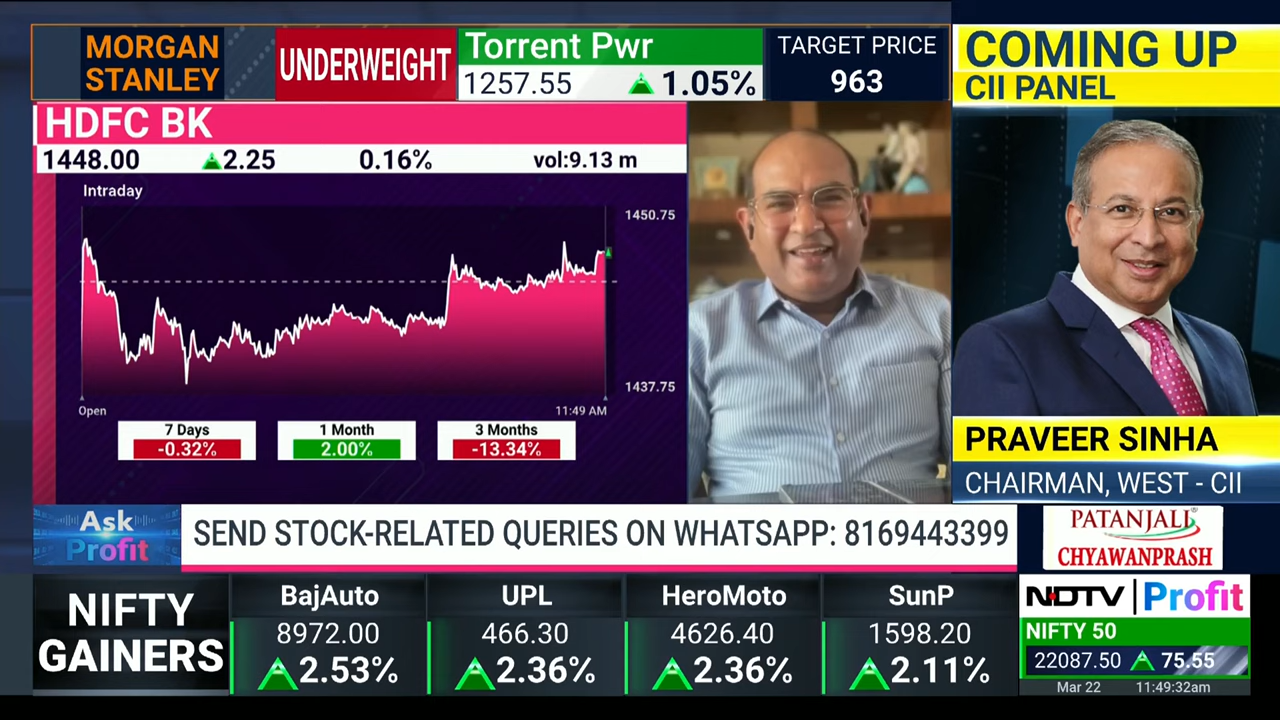 MORGAN
STANLEY
UNDERWEIGHT
Torrent Pwr
1257.55 1.05%
TARGET PRICE
963
COMING UP
CII PANEL
HDFC BK
1448.00 2.25 0.16% vol:9.13 m
Intraday
1450.75
1437.75
Open 11:49 AM
7 Days 1 Month 3 Months
-0.32% 2.00% -13.34%
PRAVEER SINHA
CHAIRMAN, WEST - CII
Ask
Profit
SEND STOCK-RELATED QUERIES ON WHATSAPP: 8169443399
PATANJALI
CHYAWANPRASH
NIFTY
GAINERS
BajAuto UPL HeroMoto SunP
8972.00 466.30 4626.40 1598.20
2.53% 2.36% 2.36% 2.11%
NDTV Profit
NIFTY 50
22087.50 75.55
Mar 22 11:49:32am